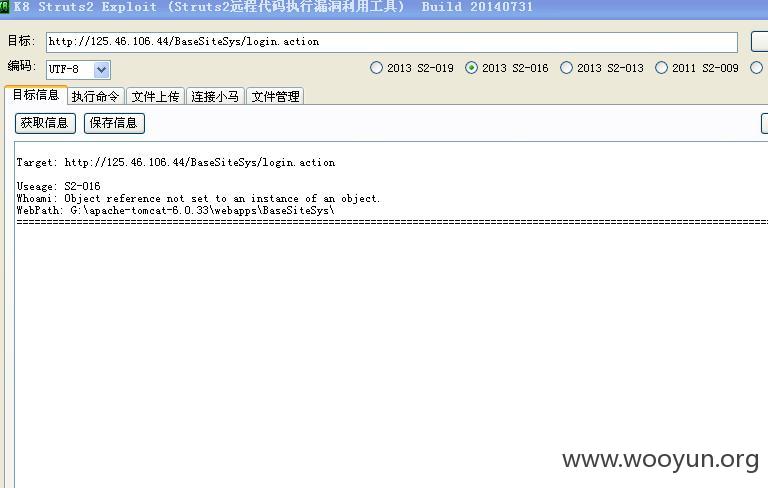 K8 Struts2 Exploit (Struts2远程代码执行漏洞利用工具) Build 20140731
目标: http://125.46.106.44/BaseSiteSys/login.action
编码: UTF-8 2013 S2-019 2013 S2-016 2013 S2-013 2011 S2-009
目标信息 执行命令 文件上传 连接小马 文件管理
获取信息 保存信息
Target: http://125.46.106.44/BaseSiteSys/login.action
Useage: S2-016
Whoami: Object reference not set to an instance of an object.
WebPath: G:\apache-tomcat-6.0.33\webapps\BaseSiteSys\
www.wooyun.org